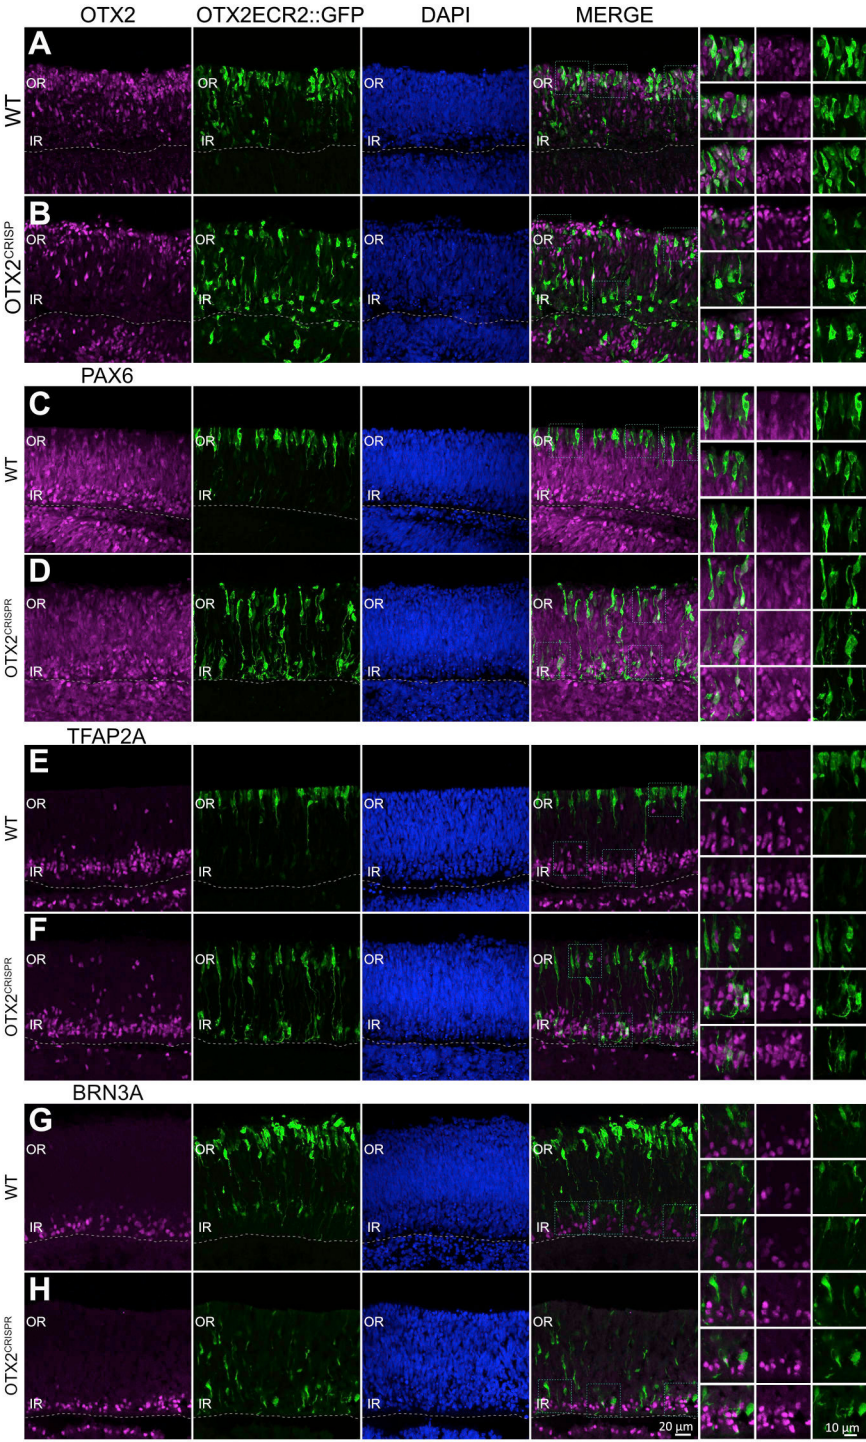 OTX2 OTX2ECR2::GFP DAPI MERGE
A
WT
OR OR OR OR
IR IR IR IR
B
OTX2CRISP
OR OR OR OR
IR IR IR IR
PAX6
C
WT
OR OR OR OR
IR IR IR IR
D
OTX2CRISPR
OR OR OR OR
IR IR IR IR
TFAP2A
E
WT
OR OR OR OR
IR IR IR IR
F
OTX2CRISPR
OR OR OR OR
IR IR IR IR
BRN3A
G
WT
OR OR OR OR
IR IR IR IR
H
OTX2CRISPR
OR OR OR OR
IR IR IR IR
20 µm 10 µm